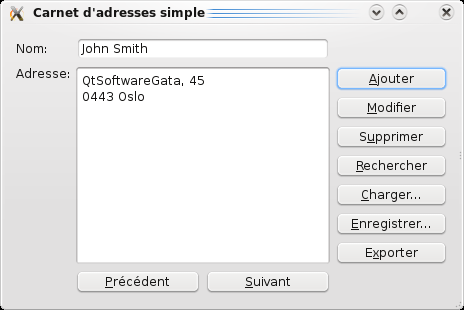 Carnet d'adresses simple
Nom:
John Smith
Adresse:
QtSoftwareGata, 45
0443 Oslo
Ajouter
Modifier
Supprimer
Rechercher
Charger...
Enregistrer...
Exporter
Précédent
Suivant